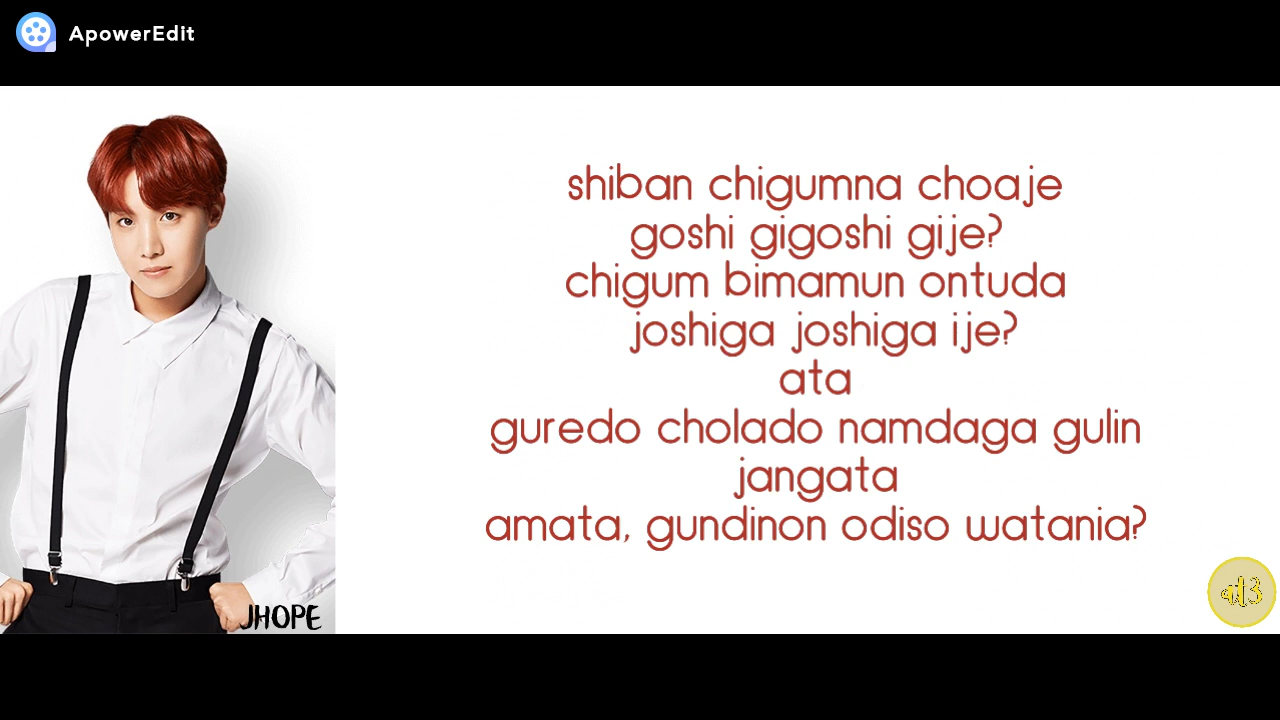 ApowerEdit
shiban chigumna choaje
goshi gigoshi gije?
chigum bimamun ontuda
joshiga joshiga ije?
ata
guredo cholado namdaga gulin
jangata
amata, gundinon odiso watania?
JHOPE